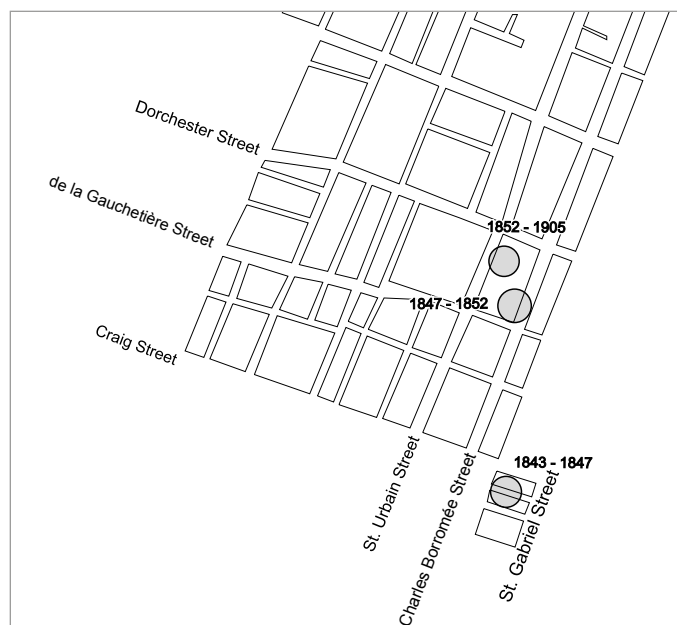 Dorchester Street
de la Gauchetière Street
1852 - 1905
1847 - 1852
Craig Street
St. Urbain Street
Charles Borromée Street
1843 - 1847
St. Gabriel Street